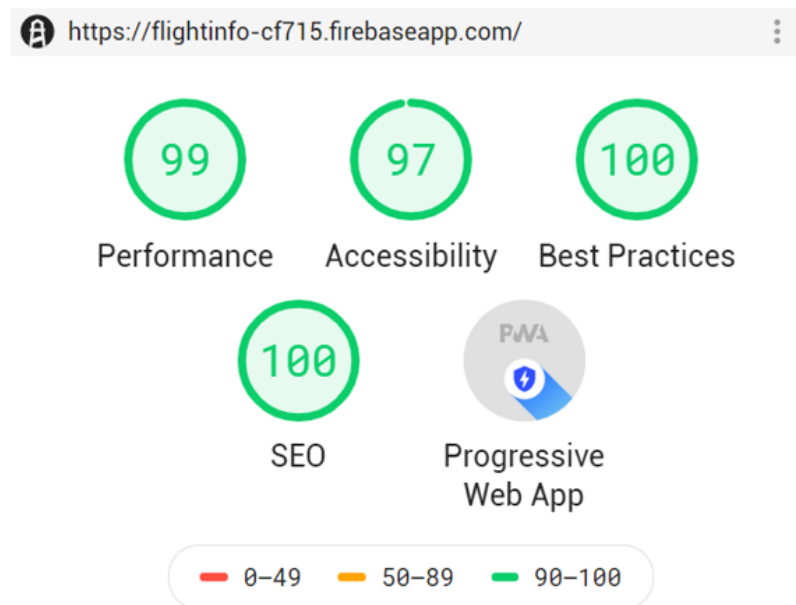 https://flightinfo-cf715.firebaseapp.com/
99 97 100
Performance Accessibility Best Practices
100 PWA
SEO Progressive
Web App
0–49 50–89 90–100